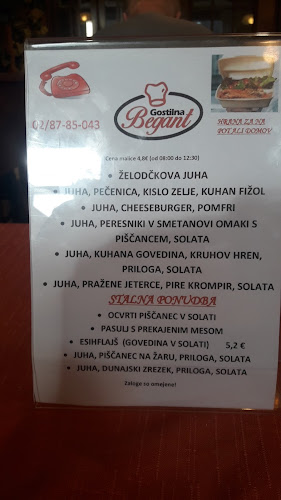 Gostilna
Begant
02/87-85-043
HRANA ZA NA
POT ALI DOMOV
Cena malice 4,8€ (od 08:00 do 12:30)
• ŽELODČKOVA JUHA
• JUHA, PEČENICA, KISLO ZELJE, KUHAN FIŽOL
• JUHA, CHEESEBURGER, POMFRI
• JUHA, PERESNIKI V SMETANOVI OMAKI S
PIŠČANCEM, SOLATA
• JUHA, KUHANA GOVEDINA, KRUHOV HREN,
PRILOGA, SOLATA
• JUHA, PRAŽENE JETERCE, PIRE KROMPIR, SOLATA
STALNA PONUDBA
• OCVRTI PIŠČANEC V SOLATI
• PASULJ S PREKAJENIM MESOM
• ESIHFLAJŠ (GOVEDINA V SOLATI) 5,2 €
• JUHA, PIŠČANEC NA ŽARU, PRILOGA, SOLATA
• JUHA, DUNAJSKI ZREZEK, PRILOGA, SOLATA
Zaloge so omejene!